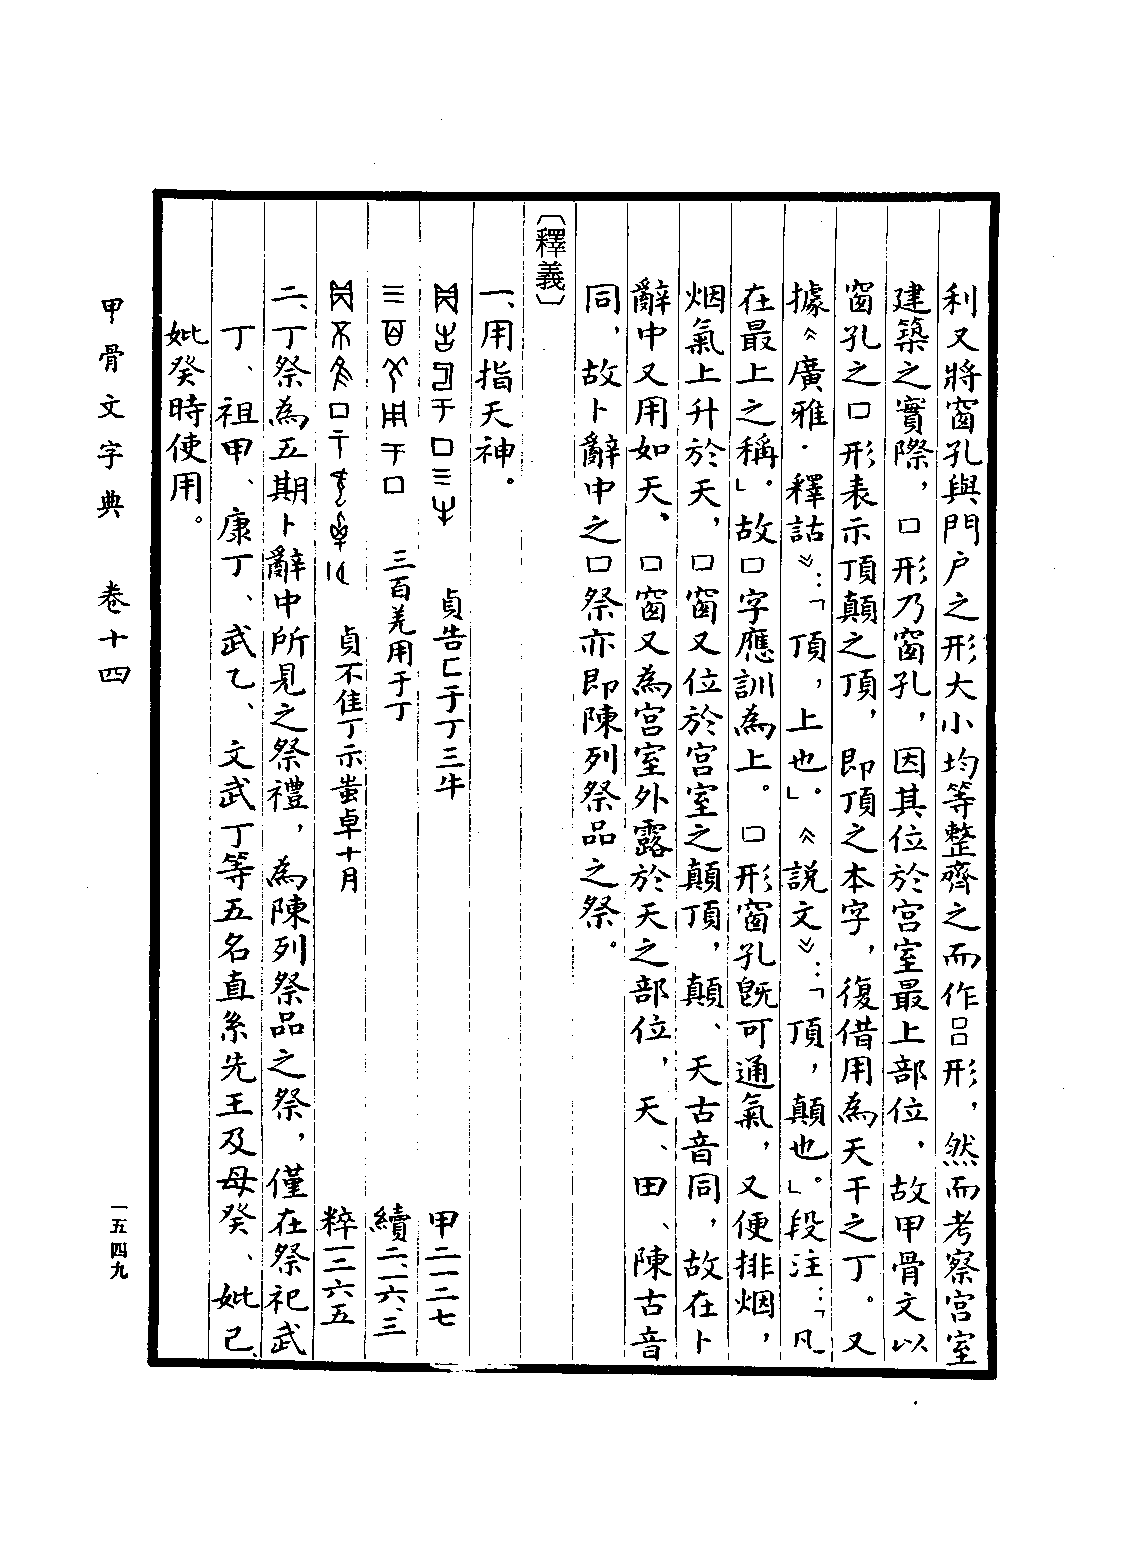 利又將窗孔與門户之形大小均等整齊之而作吕形，然而考察宮室
建築之實際，口形乃窗孔，因其位於宮室最上部位，故甲骨文以
窗孔之口形表示頂顛之頂，即頂之本字，復借用為天干之丁。又
據《廣雅·釋詁》：「頂，上也」。《說文》：「頂，顛也。」段注：「凡
在最上之稱」。故口字應訓為上。口形窗孔既可通氣，又便排烟，
烟氣上升於天，口窗又位於宮室之顛頂，顛、天古音同，故在卜
辭中又用如天、口窗又為宮室外露於天之部位，天、田、陳古音
同，故卜辭中之口祭亦即陳列祭品之祭。
〔釋義〕
一、用指天神。
貞告匚于丁三牛　甲二一二七
三百羌用于丁　續二、一六、三
貞不隹丁示䖵卓十月　粹一三六五
二、丁祭為五期卜辭中所見之祭禮，為陳列祭品之祭，僅在祭祀武
丁、祖甲、康丁、武乙、文武丁等五名直系先王及母癸、妣己、
妣癸時使用。
甲骨文字典　卷十四
一五四九